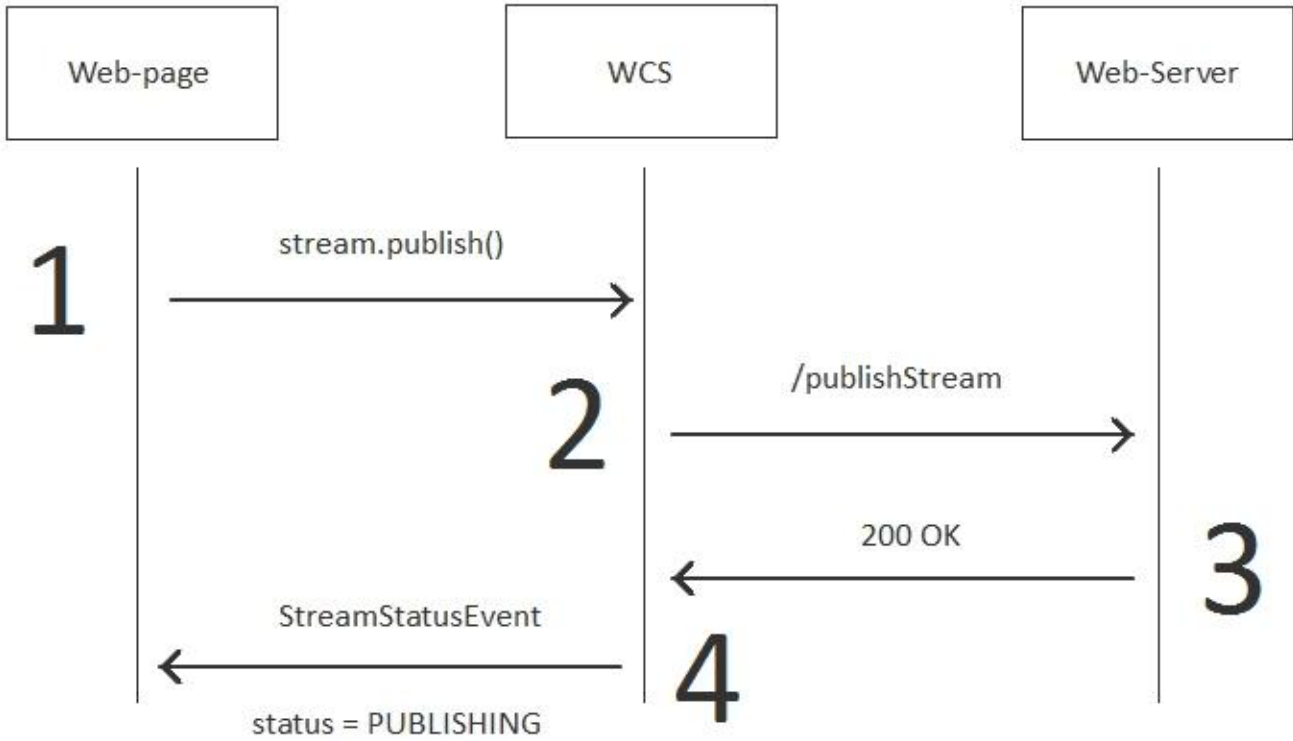 Web-page
WCS
Web-Server
1
stream.publish()
2
/publishStream
200 OK
3
StreamStatusEvent
4
status = PUBLISHING